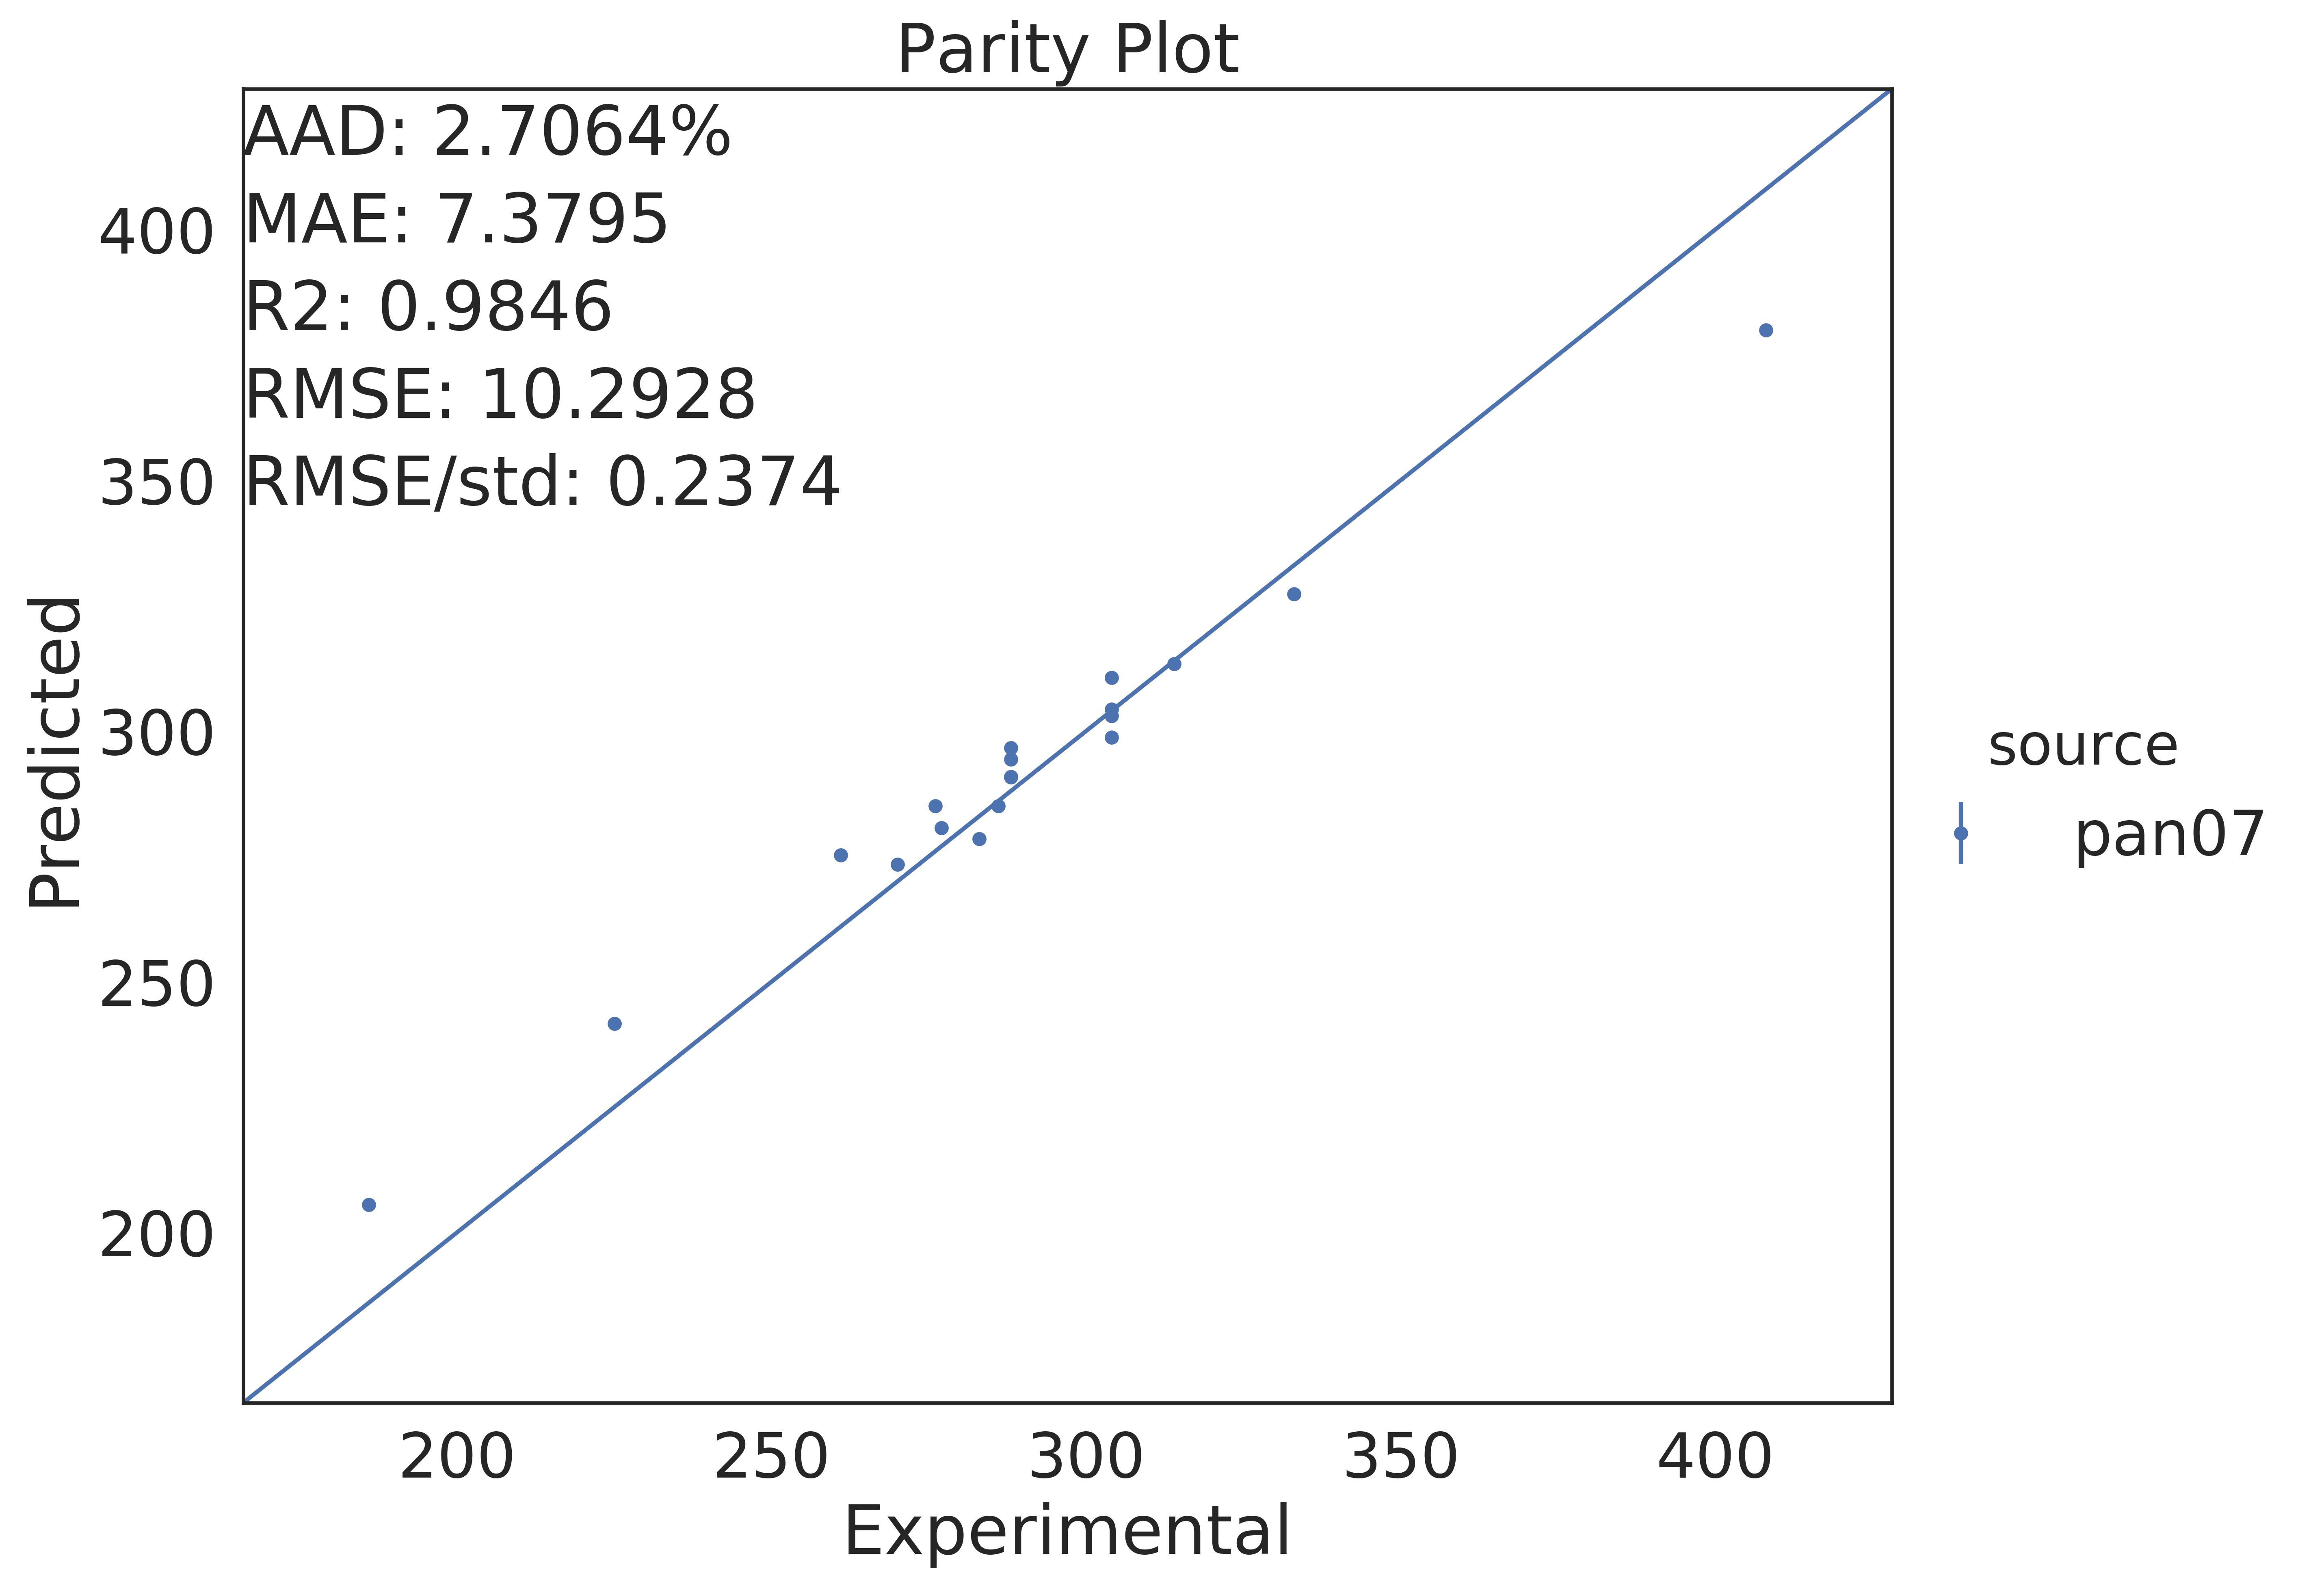 Parity Plot
AAD: 2.7064%
MAE: 7.3795
R2: 0.9846
RMSE: 10.2928
RMSE/std: 0.2374
400
350
300
250
200
Predicted
200 250 300 350 400
Experimental
source
pan07